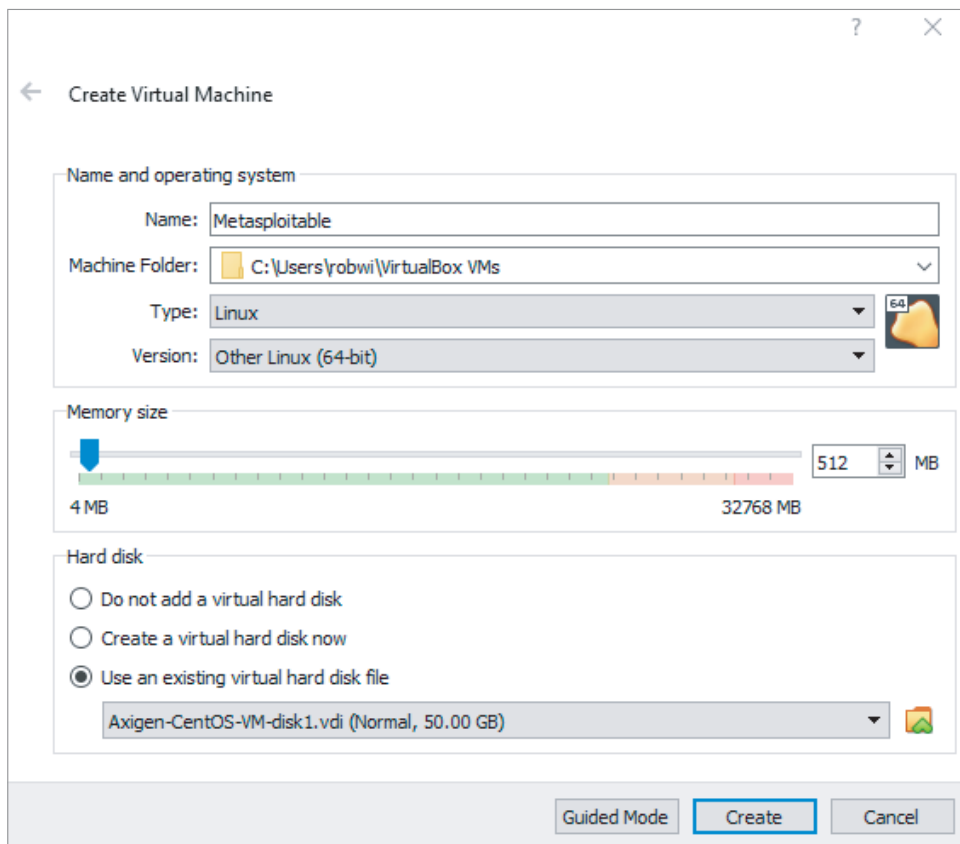 ?
Create Virtual Machine
Name and operating system
Name: Metasploitable
Machine Folder: C:\Users\robwi\VirtualBox VMs
Type: Linux
64
Version: Other Linux (64-bit)
Memory size
512 MB
4 MB 32768 MB
Hard disk
Do not add a virtual hard disk
Create a virtual hard disk now
Use an existing virtual hard disk file
Axigen-CentOS-VM-disk1.vdi (Normal, 50.00 GB)
Guided Mode Create Cancel